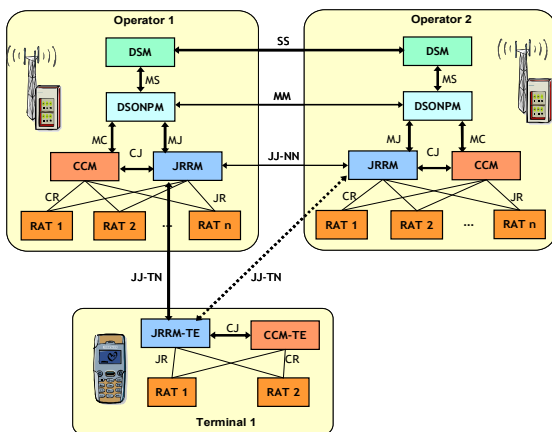 Operator 1
Operator 2
DSM
SS
DSM
MS
MS
DSONPM
MM
DSONPM
MC
MJ
MJ
MC
CCM
CJ
JRRM
JJ-NN
JRRM
CJ
CCM
CR
JR
CR
JR
RAT 1
RAT 2
...
RAT n
RAT 1
RAT 2
...
RAT n
JJ-TN
JJ-TN
JRRM-TE
CJ
CCM-TE
JR
CR
RAT 1
RAT 2
Terminal 1